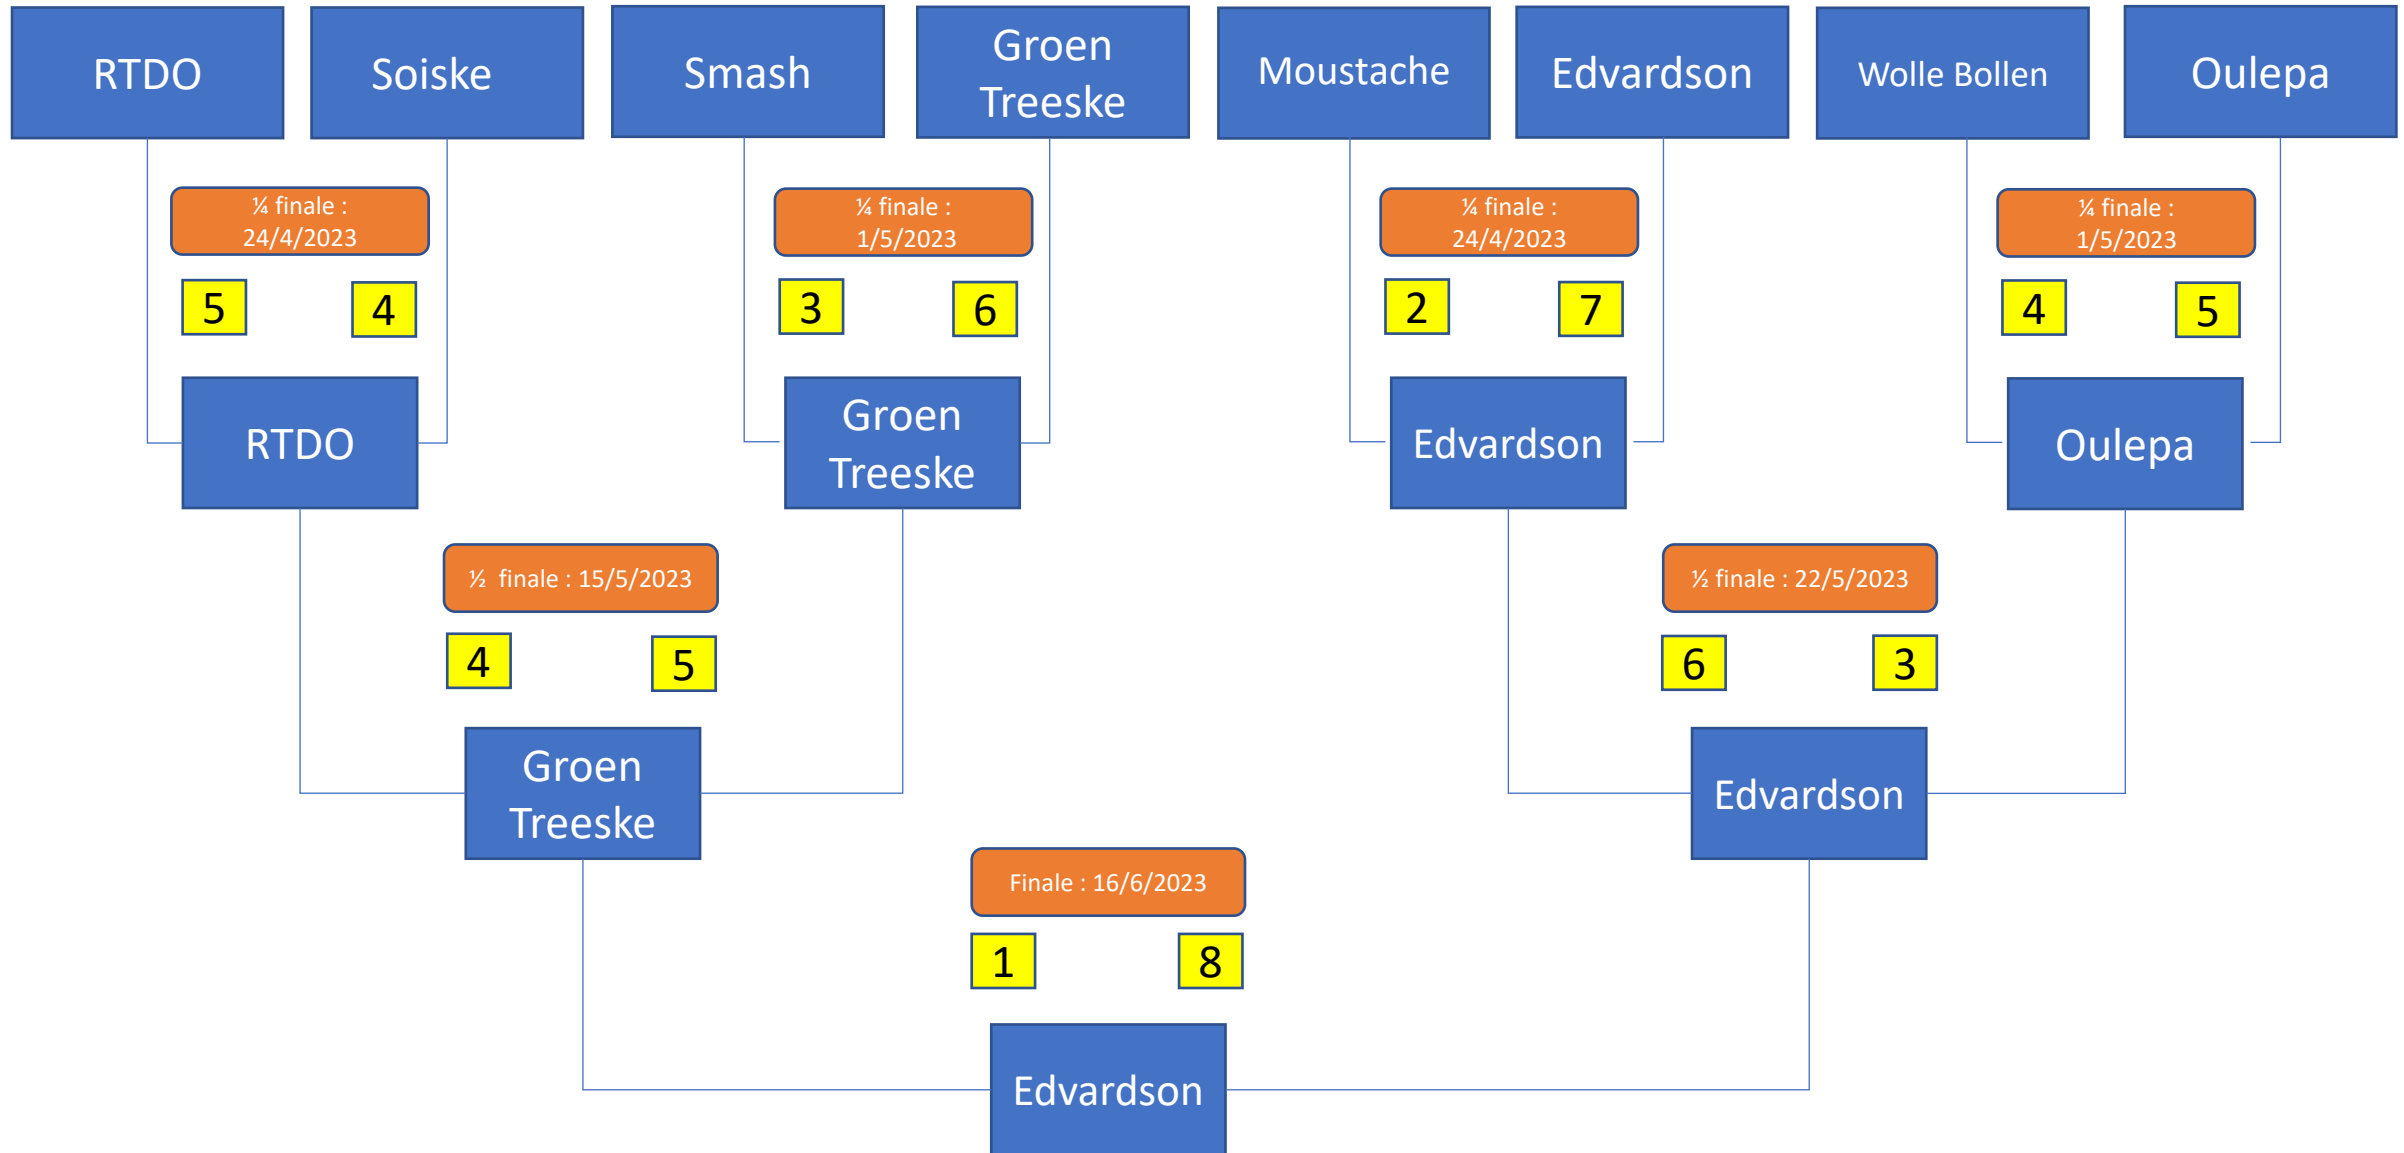 RTDO
Soiske
Smash
Groen
Treeske
Moustache
Edvardson
Wolle Bollen
Oulepa
¼ finale :
24/4/2023
¼ finale :
1/5/2023
¼ finale :
24/4/2023
¼ finale :
1/5/2023
5
4
3
6
2
7
4
5
RTDO
Groen
Treeske
Edvardson
Oulepa
½ finale : 15/5/2023
½ finale : 22/5/2023
4
5
6
3
Groen
Treeske
Edvardson
Finale : 16/6/2023
1
8
Edvardson